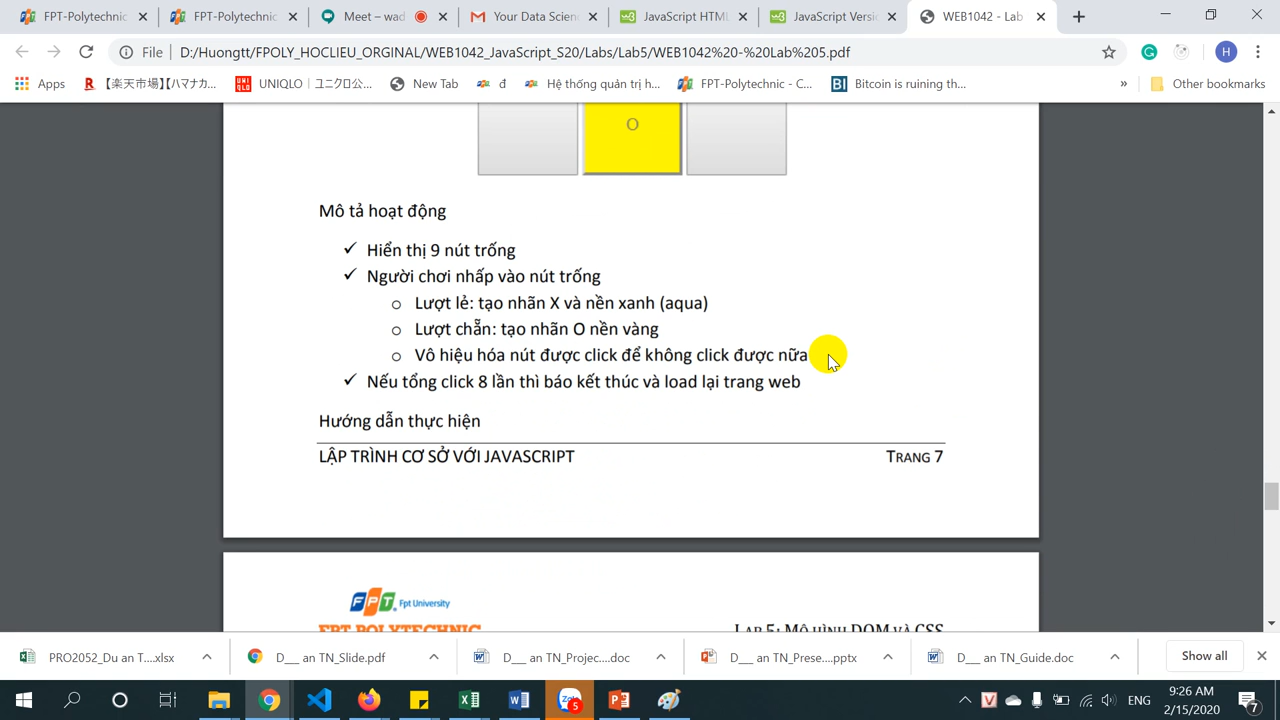 FPT-Polytechnic
FPT-Polytechnic
Meet – wad
Your Data Scien
JavaScript HTML
JavaScript Versio
WEB1042 - Lab
File
D:/Huongtt/FPOLY_HOCLIEU_ORGINAL/WEB1042_JavaScript_S20/Labs/Lab5/WEB1042%20-%20Lab%205.pdf
H
Apps
【楽天市場】【ハマナカ...
UNIQLO｜ユニクロ公...
New Tab
đ
Hệ thống quản trị h...
FPT-Polytechnic - C...
BI
Bitcoin is ruining th...
»
Other bookmarks
O
Mô tả hoạt động
✓ Hiển thị 9 nút trống
✓ Người chơi nhấp vào nút trống
o Lượt lẻ: tạo nhãn X và nền xanh (aqua)
o Lượt chẵn: tạo nhãn O nền vàng
o Vô hiệu hóa nút được click để không click được nữa
✓ Nếu tổng click 8 lần thì báo kết thúc và load lại trang web
Hướng dẫn thực hiện
LẬP TRÌNH CƠ SỞ VỚI JAVASCRIPT
TRANG 7
FPT Fpt University
FPT POLYTECHNIC
LAB 5: MÔ HÌNH DOM VÀ CSS
PRO2052_Du an T....xlsx
D___ an TN_Slide.pdf
D___ an TN_Projec....doc
D___ an TN_Prese....pptx
D___ an TN_Guide.doc
Show all
5
ENG
9:26 AM
2/15/2020
7